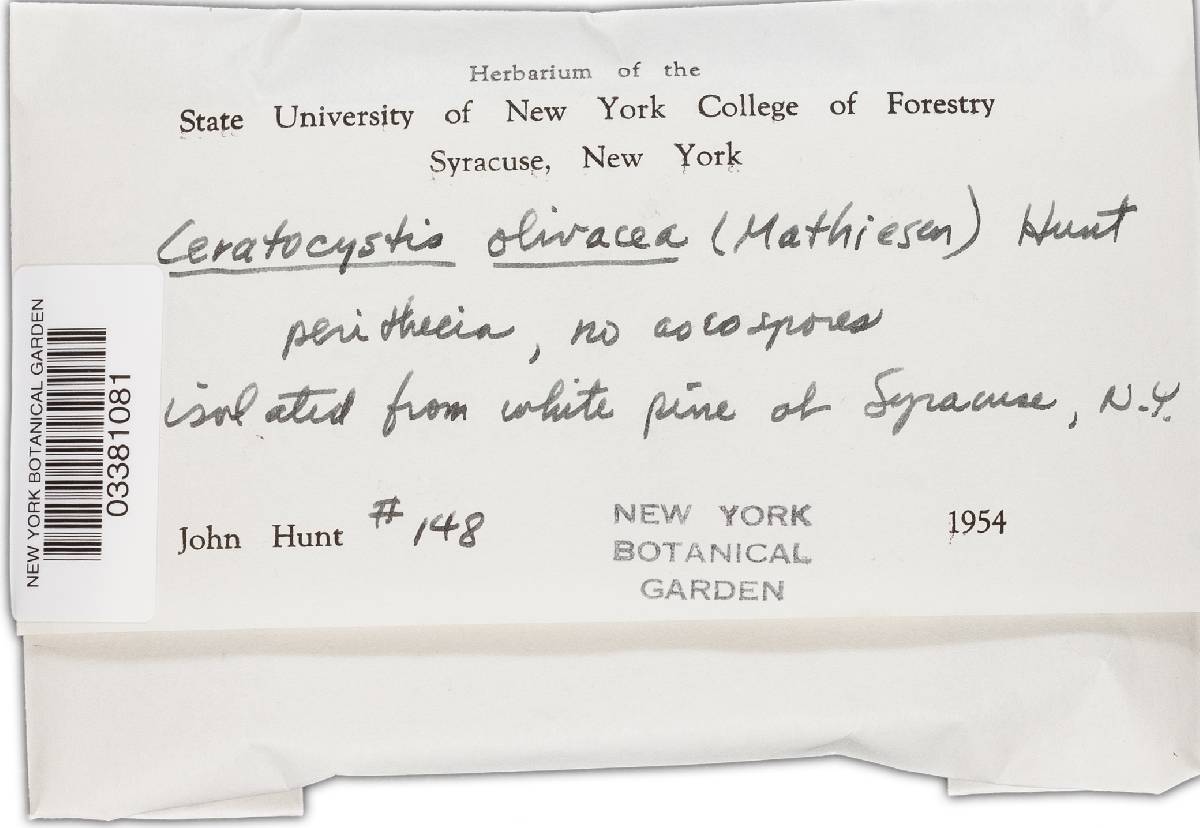 Herbarium of the
State University of New York College of Forestry
Syracuse, New York
Ceratocystis olivacea (Mathiesen) Hunt
perithecia, no ascospores
isolated from white pine at Syracuse, N.Y.
John Hunt #148
1954
NEW YORK
BOTANICAL
GARDEN
NEW YORK BOTANICAL GARDEN
03381081